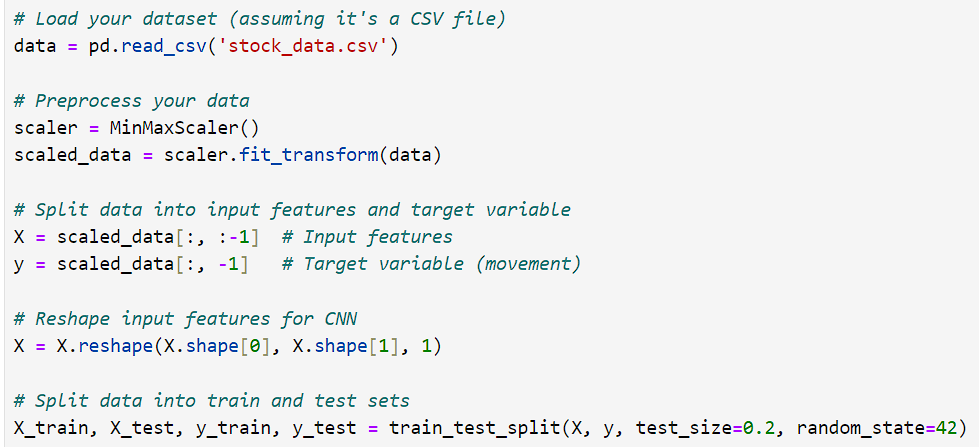 # Load your dataset (assuming it's a CSV file)
data = pd.read_csv('stock_data.csv')
# Preprocess your data
scaler = MinMaxScaler()
scaled_data = scaler.fit_transform(data)
# Split data into input features and target variable
X = scaled_data[:, :-1]  # Input features
y = scaled_data[:, -1]   # Target variable (movement)
# Reshape input features for CNN
X = X.reshape(X.shape[0], X.shape[1], 1)
# Split data into train and test sets
X_train, X_test, y_train, y_test = train_test_split(X, y, test_size=0.2, random_state=42)